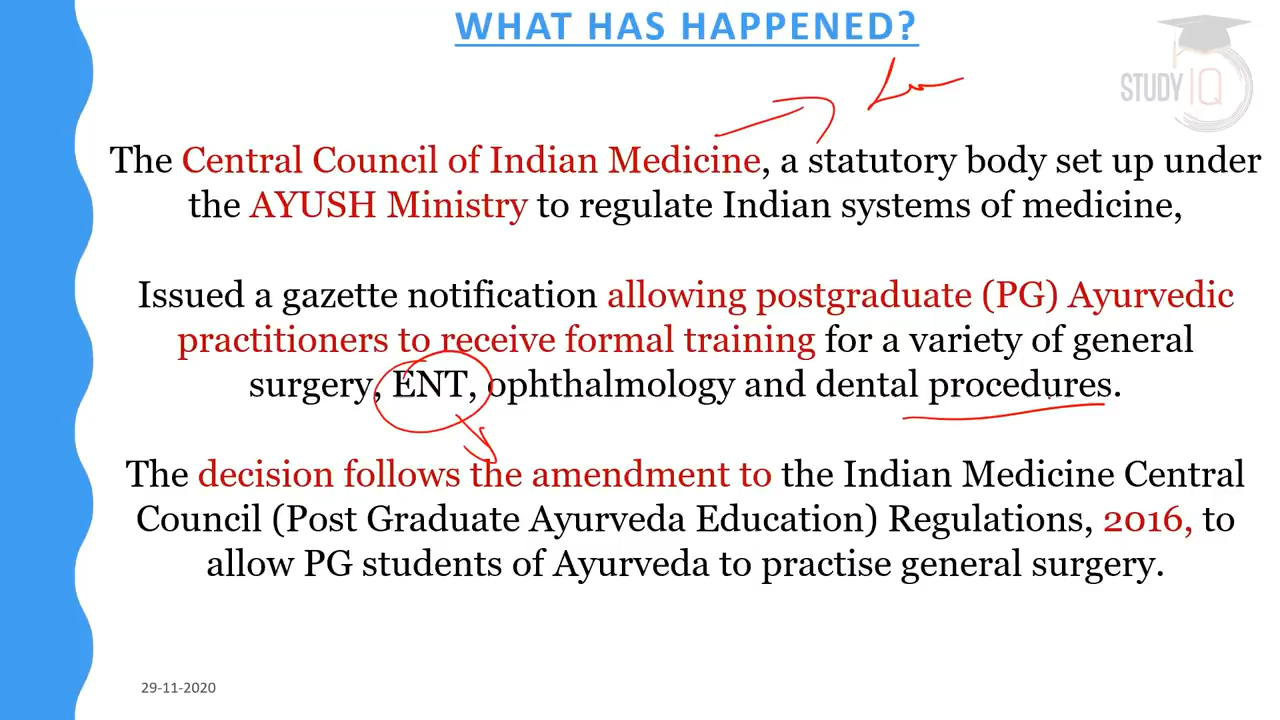 WHAT HAS HAPPENED?
STUDY IQ
The Central Council of Indian Medicine, a statutory body set up under
the AYUSH Ministry to regulate Indian systems of medicine,
Issued a gazette notification allowing postgraduate (PG) Ayurvedic
practitioners to receive formal training for a variety of general
surgery, ENT, ophthalmology and dental procedures.
The decision follows the amendment to the Indian Medicine Central
Council (Post Graduate Ayurveda Education) Regulations, 2016, to
allow PG students of Ayurveda to practise general surgery.
29-11-2020